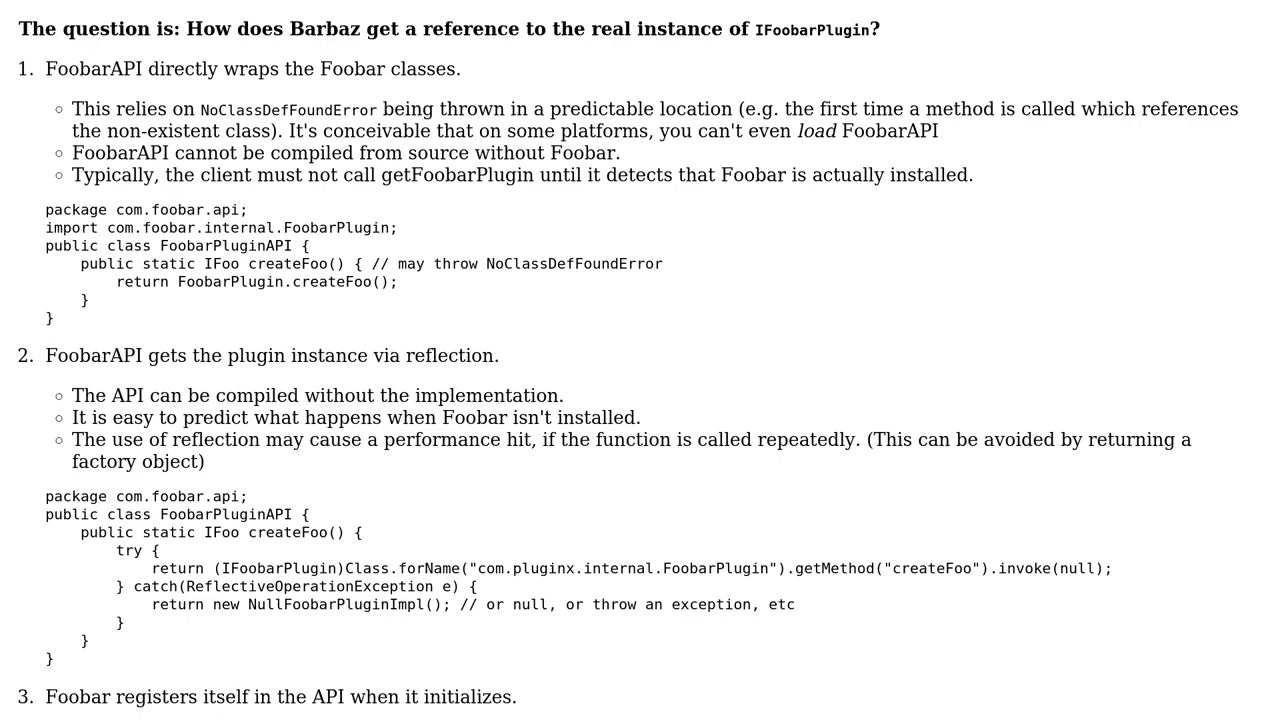 The question is: How does Barbaz get a reference to the real instance of IFoobarPlugin?
1. FoobarAPI directly wraps the Foobar classes.
◦ This relies on NoClassDefFoundError being thrown in a predictable location (e.g. the first time a method is called which references
the non-existent class). It's conceivable that on some platforms, you can't even load FoobarAPI
◦ FoobarAPI cannot be compiled from source without Foobar.
◦ Typically, the client must not call getFoobarPlugin until it detects that Foobar is actually installed.
package com.foobar.api;
import com.foobar.internal.FoobarPlugin;
public class FoobarPluginAPI {
    public static IFoo createFoo() { // may throw NoClassDefFoundError
        return FoobarPlugin.createFoo();
    }
}
2. FoobarAPI gets the plugin instance via reflection.
◦ The API can be compiled without the implementation.
◦ It is easy to predict what happens when Foobar isn't installed.
◦ The use of reflection may cause a performance hit, if the function is called repeatedly. (This can be avoided by returning a
factory object)
package com.foobar.api;
public class FoobarPluginAPI {
    public static IFoo createFoo() {
        try {
            return (IFoobarPlugin)Class.forName("com.pluginx.internal.FoobarPlugin").getMethod("createFoo").invoke(null);
        } catch(ReflectiveOperationException e) {
            return new NullFoobarPluginImpl(); // or null, or throw an exception, etc
        }
    }
}
3. Foobar registers itself in the API when it initializes.